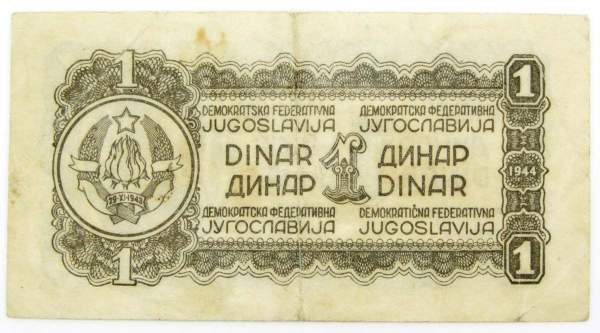 1 1
DEMOKRATSKA FEDERATIVNA ДЕМОКРАТСКА ФЕДЕРАТИВНА
JUGOSLAVIJA ЈУГОСЛАВИЈА
DINAR 1 ДИНАР
ДИНАР DINAR
1944
29·XI·1943
ДЕМОКРАТСКА ФЕДЕРАТИВНА DEMOKRATIČNA FEDERATIVNA
ЈУГОСЛАВИЈА JUGOSLAVIJA
1 1